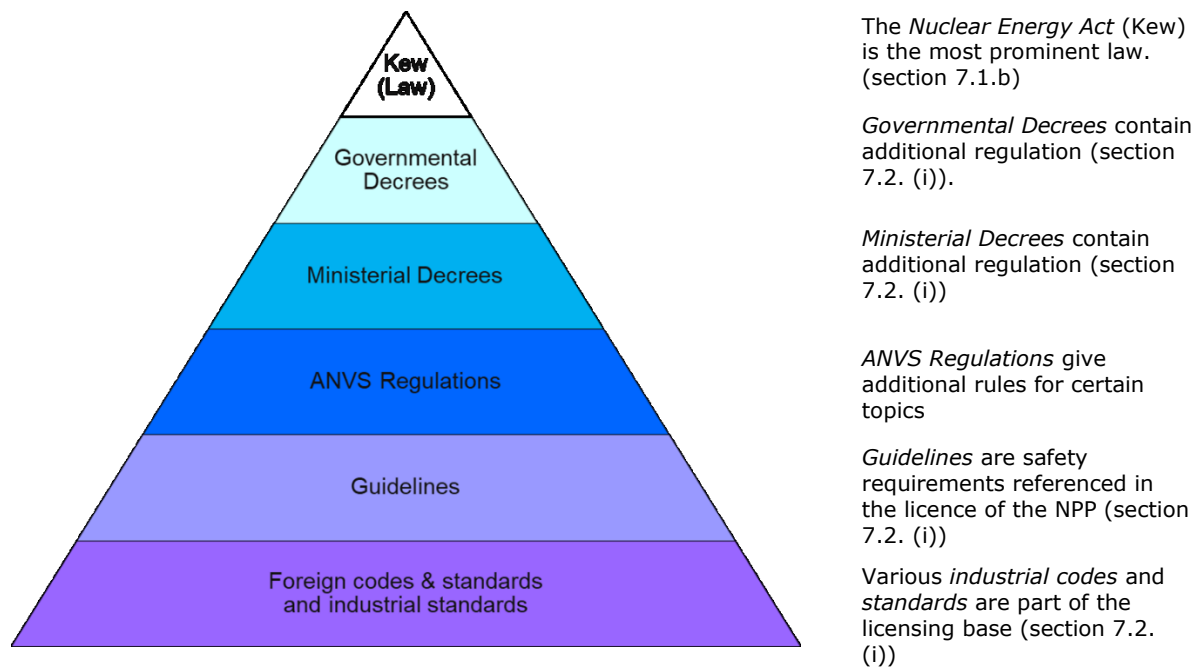 Kew
(Law)
The Nuclear Energy Act (Kew)
is the most prominent law.
(section 7.1.b)
Governmental
Decrees
Governmental Decrees contain
additional regulation (section
7.2. (i)).
Ministerial Decrees
Ministerial Decrees contain
additional regulation (section
7.2. (i))
ANVS Regulations
ANVS Regulations give
additional rules for certain
topics
Guidelines
Guidelines are safety
requirements referenced in
the licence of the NPP (section
7.2. (i))
Foreign codes & standards
and industrial standards
Various industrial codes and
standards are part of the
licensing base (section 7.2.
(i))